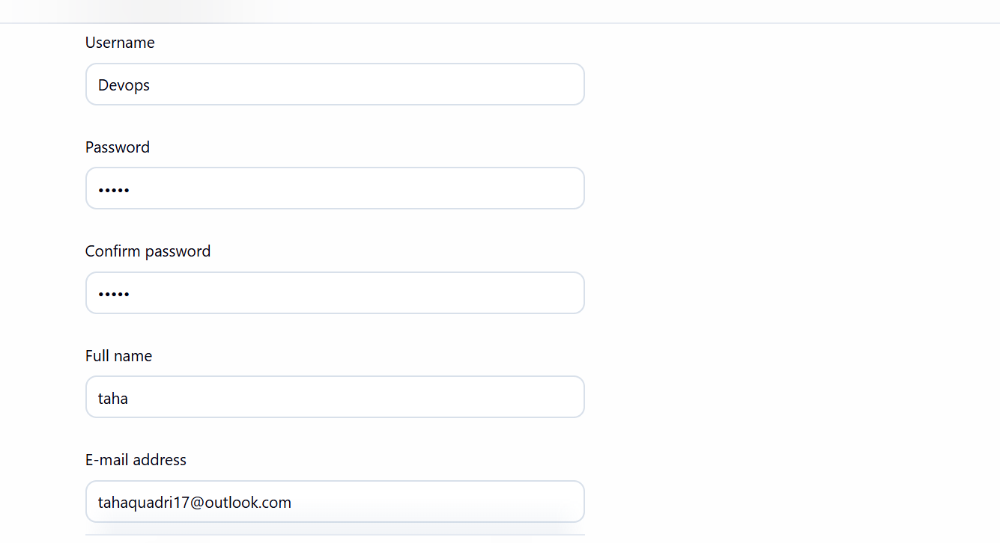 Username
Devops
Password
•••••
Confirm password
•••••
Full name
taha
E-mail address
tahaquadri17@outlook.com